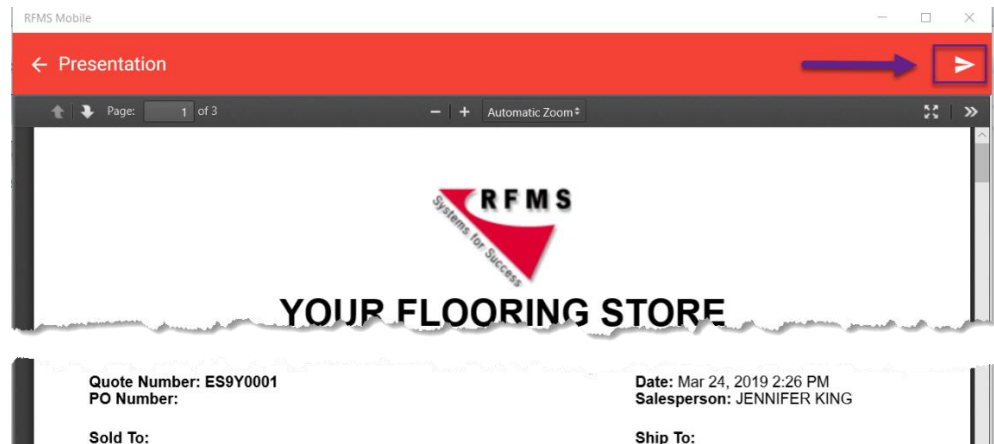 RFMS Mobile
Presentation
Page: 1 of 3
Automatic Zoom
RFMS
Systems for Success
YOUR FLOORING STORE
Quote Number: ES9Y0001
Date: Mar 24, 2019 2:26 PM
PO Number:
Salesperson: JENNIFER KING
Sold To:
Ship To: